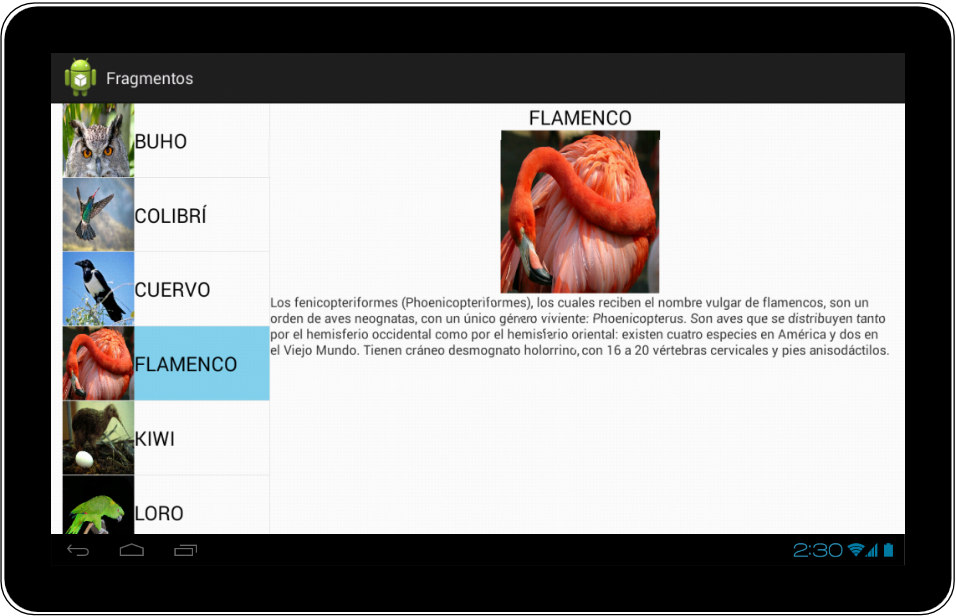 Fragmentos
BUHO
COLIBRÍ
CUERVO
FLAMENCO
KIWI
LORO
FLAMENCO
Los fenicopteriformes (Phoenicopteriformes), los cuales reciben el nombre vulgar de flamencos, son un
orden de aves neognatas, con un único género viviente: Phoenicopterus. Son aves que se distribuyen tanto
por el hemisferio occidental como por el hemisferio oriental: existen cuatro especies en América y dos en
el Viejo Mundo. Tienen cráneo desmognato holorrino, con 16 a 20 vértebras cervicales y pies anisodáctilos.
2:30